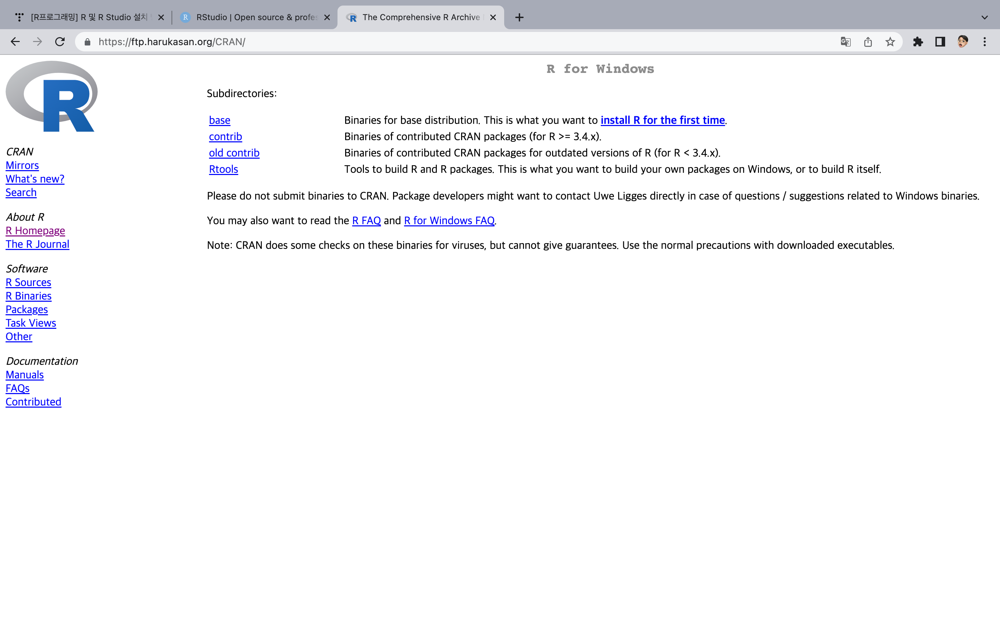 [R프로그래밍] R 및 R Studio 설치
RStudio | Open source & profes
The Comprehensive R Archive
https://ftp.harukasan.org/CRAN/
R
CRAN
Mirrors
What's new?
Search
About R
R Homepage
The R Journal
Software
R Sources
R Binaries
Packages
Task Views
Other
Documentation
Manuals
FAQs
Contributed
R for Windows
Subdirectories:
base Binaries for base distribution. This is what you want to install R for the first time.
contrib Binaries of contributed CRAN packages (for R >= 3.4.x).
old contrib Binaries of contributed CRAN packages for outdated versions of R (for R < 3.4.x).
Rtools Tools to build R and R packages. This is what you want to build your own packages on Windows, or to build R itself.
Please do not submit binaries to CRAN. Package developers might want to contact Uwe Ligges directly in case of questions / suggestions related to Windows binaries.
You may also want to read the R FAQ and R for Windows FAQ.
Note: CRAN does some checks on these binaries for viruses, but cannot give guarantees. Use the normal precautions with downloaded executables.